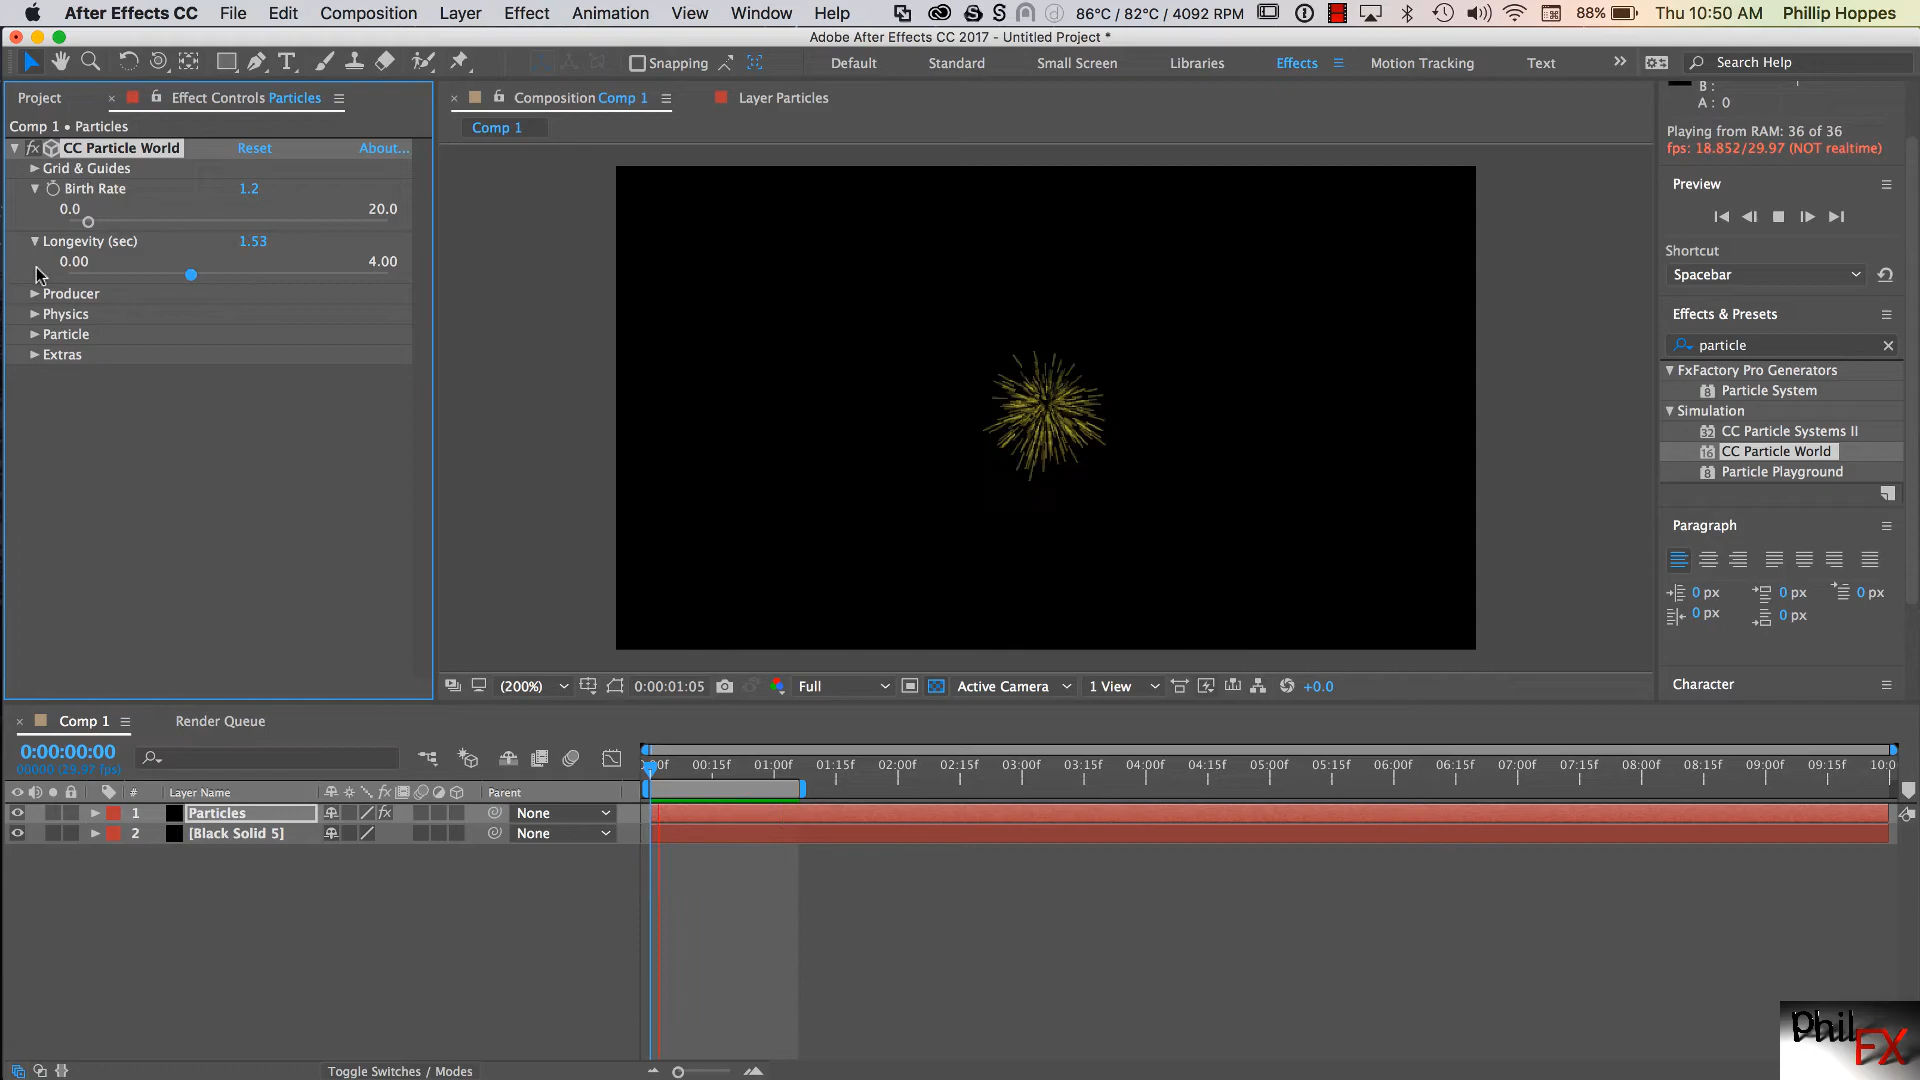 After Effects CC File Edit Composition Layer Effect Animation View Window Help 86°C / 82°C / 4092 RPM 88% Thu 10:50 AM Phillip Hoppes
Adobe After Effects CC 2017 - Untitled Project *
Snapping Default Standard Small Screen Libraries Effects Motion Tracking Text Search Help
Project Effect Controls Particles Composition Comp 1 Layer Particles
B :
A : 0
Comp 1 • Particles
Comp 1
CC Particle World Reset About...
Grid & Guides
Birth Rate 1.2
0.0 20.0
Longevity (sec) 1.53
0.00 4.00
Producer
Physics
Particle
Extras
Playing from RAM: 36 of 36
fps: 18.852/29.97 (NOT realtime)
Preview
Shortcut
Spacebar
Effects & Presets
particle
FxFactory Pro Generators
Particle System
Simulation
CC Particle Systems II
CC Particle World
Particle Playground
Paragraph
0 px 0 px 0 px
0 px 0 px
Character
(200%) 0:00:01:05 Full Active Camera 1 View +0.0
Comp 1 Render Queue
0:00:00:00
00000 (29.97 fps)
00f 00:15f 01:00f 01:15f 02:00f 02:15f 03:00f 03:15f 04:00f 04:15f 05:00f 05:15f 06:00f 06:15f 07:00f 07:15f 08:00f 08:15f 09:00f 09:15f 10:0
# Layer Name Parent
1 Particles None
2 [Black Solid 5] None
Toggle Switches / Modes
Phil
FX